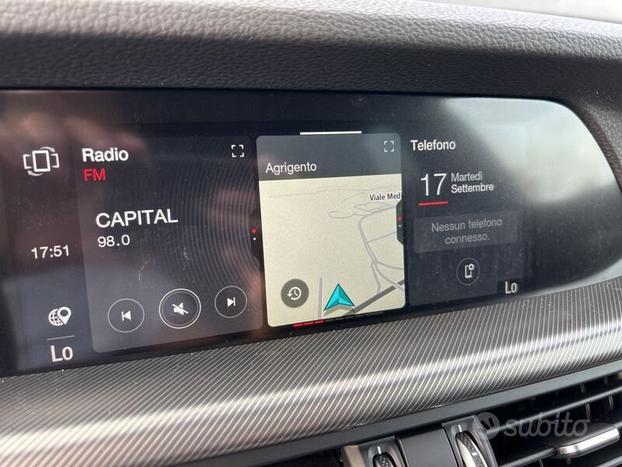 Radio
FM
CAPITAL
98.0
17:51
Lo
Agrigento
Viale Med
Telefono
17 Martedì
Settembre
Nessun telefono
connesso.
Lo
subito